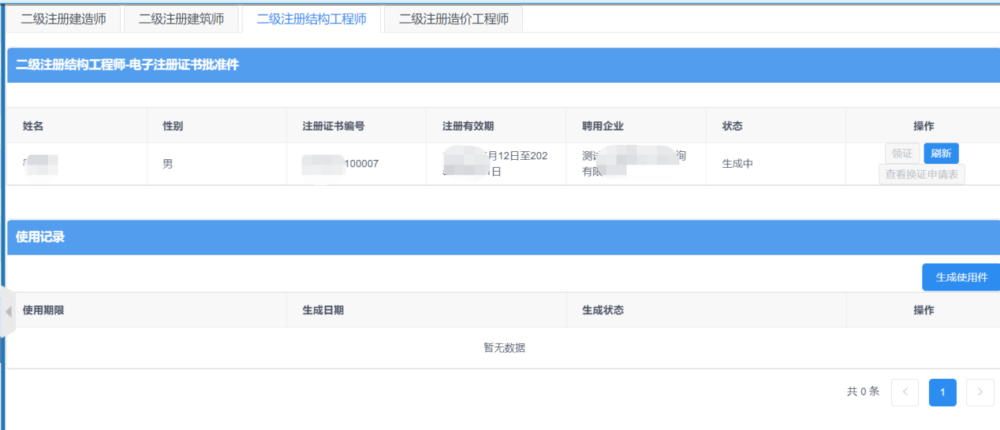 二级注册建造师 二级注册建筑师 二级注册结构工程师 二级注册造价工程师
二级注册结构工程师-电子注册证书批准件
姓名 性别 注册证书编号 注册有效期 聘用企业 状态 操作
男 100007 月12日至202 测试 询 生成中 领证 刷新
日 有限 查看换证申请表
使用记录
生成使用件
使用期限 生成日期 生成状态 操作
暂无数据
共 0 条 < 1 >